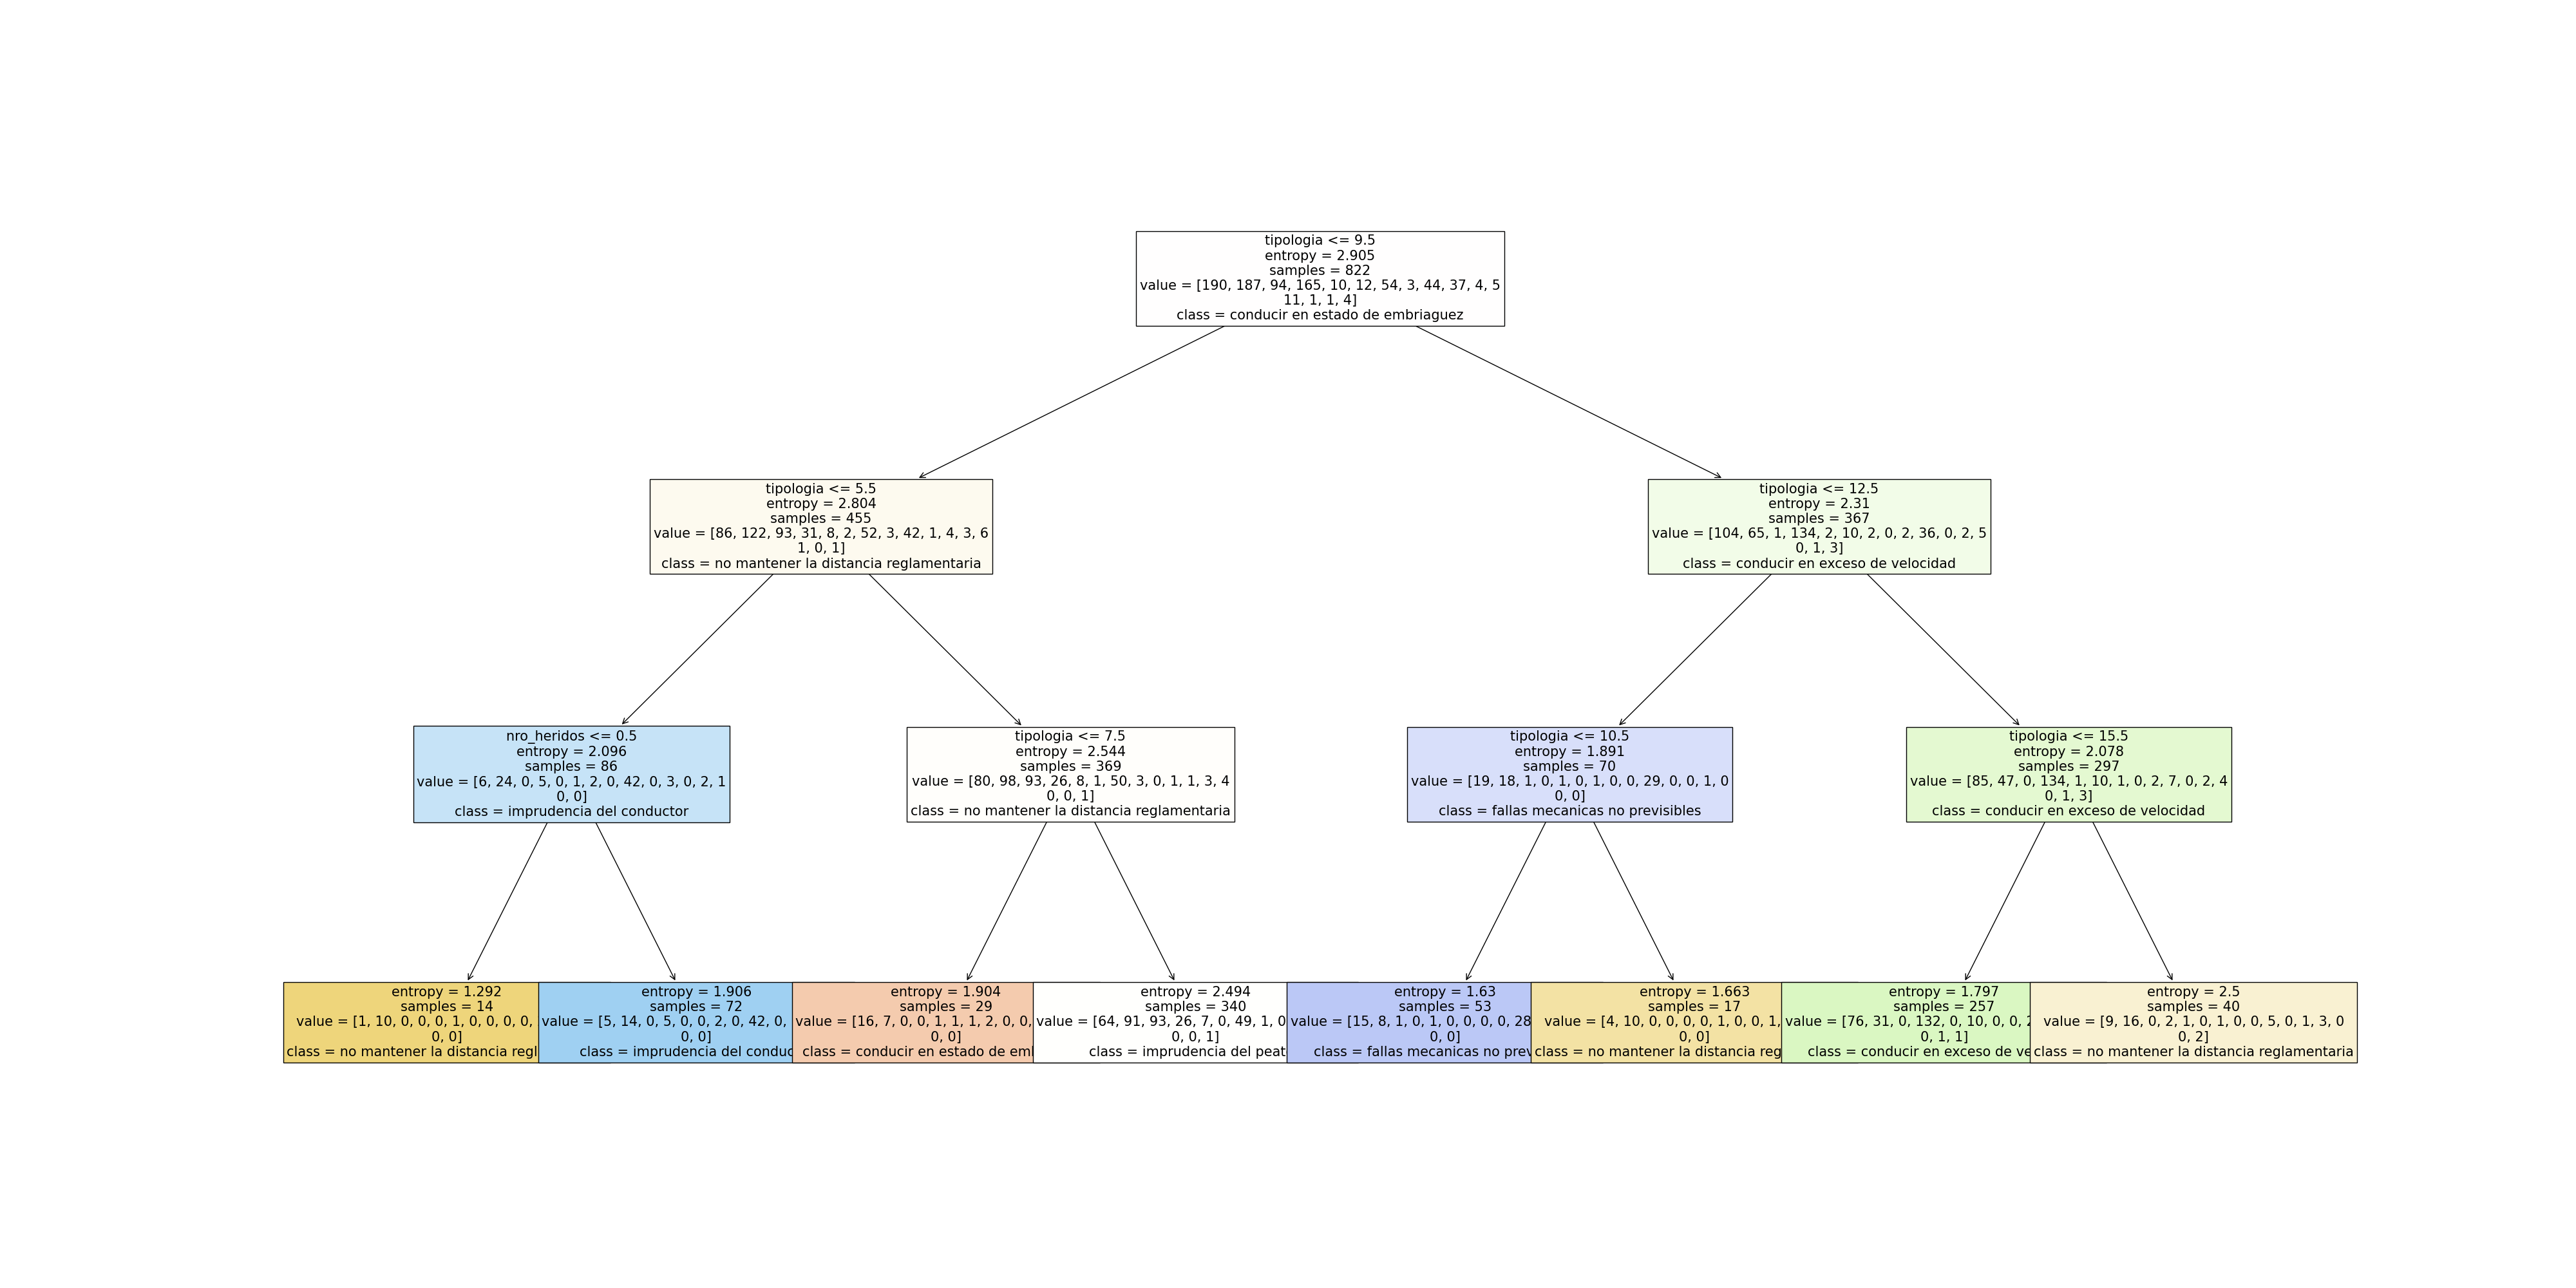 tipologia <= 9.5
entropy = 2.905
samples = 822
value = [190, 187, 94, 165, 10, 12, 54, 3, 44, 37, 4, 5
11, 1, 1, 4]
class = conducir en estado de embriaguez
tipologia <= 5.5
entropy = 2.804
samples = 455
value = [86, 122, 93, 31, 8, 2, 52, 3, 42, 1, 4, 3, 6
1, 0, 1]
class = no mantener la distancia reglamentaria
tipologia <= 12.5
entropy = 2.31
samples = 367
value = [104, 65, 1, 134, 2, 10, 2, 0, 2, 36, 0, 2, 5
0, 1, 3]
class = conducir en exceso de velocidad
nro_heridos <= 0.5
entropy = 2.096
samples = 86
value = [6, 24, 0, 5, 0, 1, 2, 0, 42, 0, 3, 0, 2, 1
0, 0]
class = imprudencia del conductor
tipologia <= 7.5
entropy = 2.544
samples = 369
value = [80, 98, 93, 26, 8, 1, 50, 3, 0, 1, 1, 3, 4
0, 0, 1]
class = no mantener la distancia reglamentaria
tipologia <= 10.5
entropy = 1.891
samples = 70
value = [19, 18, 1, 0, 1, 0, 1, 0, 0, 29, 0, 0, 1, 0
0, 0]
class = fallas mecanicas no previsibles
tipologia <= 15.5
entropy = 2.078
samples = 297
value = [85, 47, 0, 134, 1, 10, 1, 0, 2, 7, 0, 2, 4
0, 1, 3]
class = conducir en exceso de velocidad
entropy = 1.292
samples = 14
value = [1, 10, 0, 0, 0, 1, 0, 0, 0, 0,
0, 0]
class = no mantener la distancia regl
entropy = 1.906
samples = 72
value = [5, 14, 0, 5, 0, 0, 2, 0, 42, 0,
0, 0]
class = imprudencia del conduc
entropy = 1.904
samples = 29
value = [16, 7, 0, 0, 1, 1, 1, 2, 0, 0,
0, 0]
class = conducir en estado de em
entropy = 2.494
samples = 340
value = [64, 91, 93, 26, 7, 0, 49, 1, 0
0, 0, 1]
class = imprudencia del peat
entropy = 1.63
samples = 53
value = [15, 8, 1, 0, 1, 0, 0, 0, 0, 28
0, 0]
class = fallas mecanicas no prev
entropy = 1.663
samples = 17
value = [4, 10, 0, 0, 0, 0, 1, 0, 0, 1,
0, 0]
class = no mantener la distancia reg
entropy = 1.797
samples = 257
value = [76, 31, 0, 132, 0, 10, 0, 0, 2
0, 1, 1]
class = conducir en exceso de ve
entropy = 2.5
samples = 40
value = [9, 16, 0, 2, 1, 0, 1, 0, 0, 5, 0, 1, 3, 0
0, 2]
class = no mantener la distancia reglamentaria